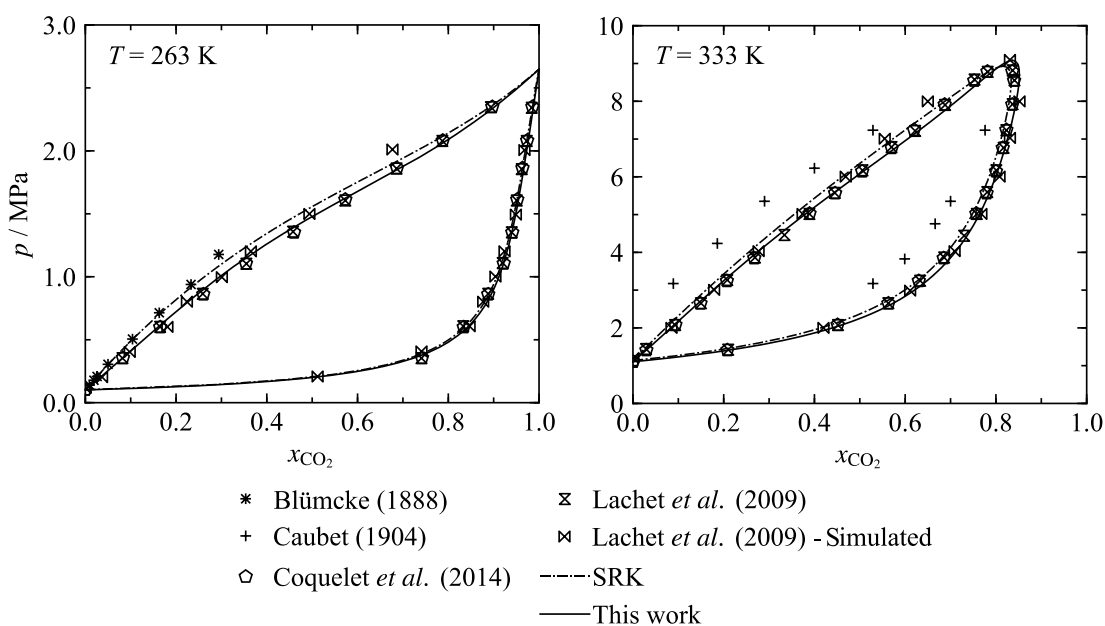 T = 263 K
T = 333 K
p / MPa
3.0
2.0
1.0
0.0
0.0 0.2 0.4 0.6 0.8 1.0
xCO2
10
8
6
4
2
0
0.0 0.2 0.4 0.6 0.8 1.0
xCO2
Blümcke (1888)
Caubet (1904)
Coquelet et al. (2014)
Lachet et al. (2009)
Lachet et al. (2009) - Simulated
SRK
This work